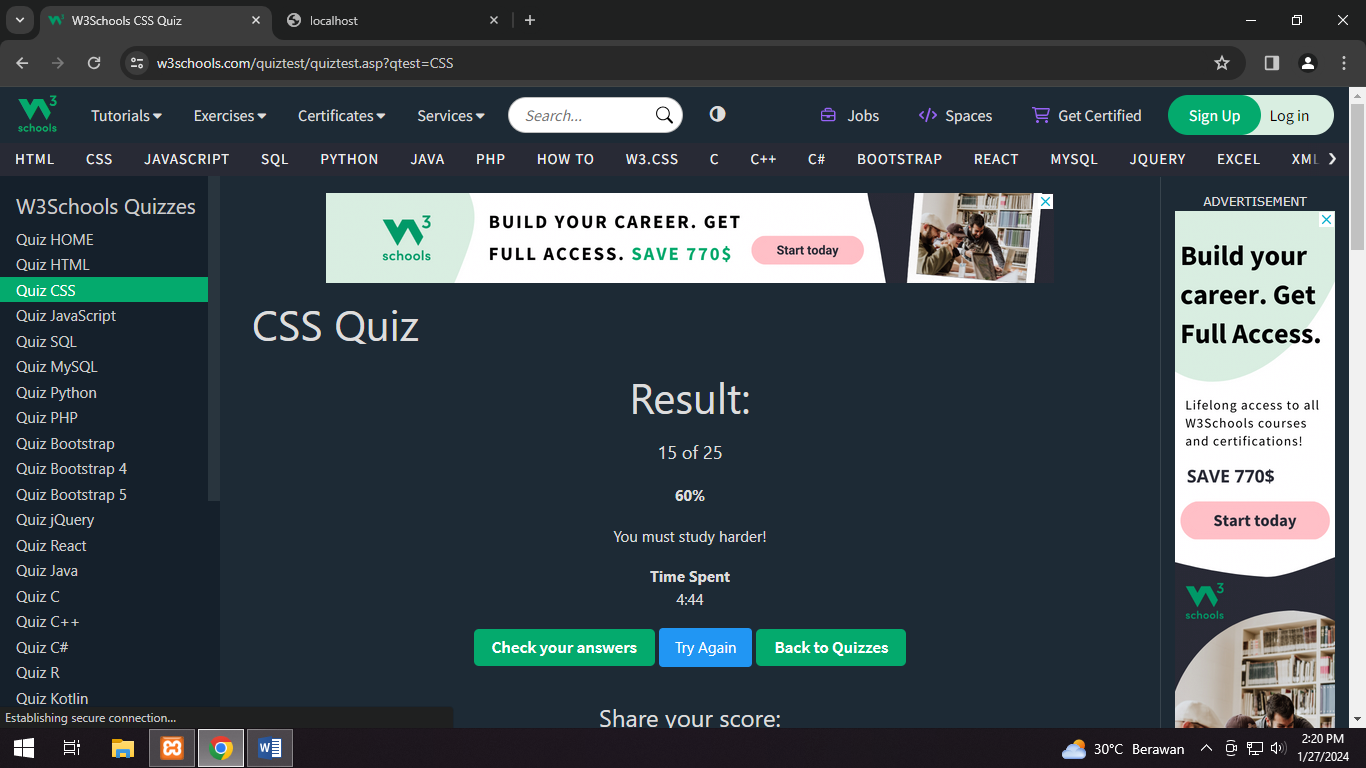 W3Schools CSS Quiz
localhost
w3schools.com/quiztest/quiztest.asp?qtest=CSS
W3 schools
Tutorials
Exercises
Certificates
Services
Search...
Jobs
Spaces
Get Certified
Sign Up
Log in
HTML CSS JAVASCRIPT SQL PYTHON JAVA PHP HOW TO W3.CSS C C++ C# BOOTSTRAP REACT MYSQL JQUERY EXCEL XML
W3Schools Quizzes
Quiz HOME
Quiz HTML
Quiz CSS
Quiz JavaScript
Quiz SQL
Quiz MySQL
Quiz Python
Quiz PHP
Quiz Bootstrap
Quiz Bootstrap 4
Quiz Bootstrap 5
Quiz jQuery
Quiz React
Quiz Java
Quiz C
Quiz C++
Quiz C#
Quiz R
Quiz Kotlin
Establishing secure connection...
W3 schools
BUILD YOUR CAREER. GET
FULL ACCESS. SAVE 770$
Start today
CSS Quiz
Result:
15 of 25
60%
You must study harder!
Time Spent
4:44
Check your answers
Try Again
Back to Quizzes
Share your score:
ADVERTISEMENT
Build your
career. Get
Full Access.
Lifelong access to all
W3Schools courses
and certifications!
SAVE 770$
Start today
W3 schools
30°C Berawan
2:20 PM
1/27/2024